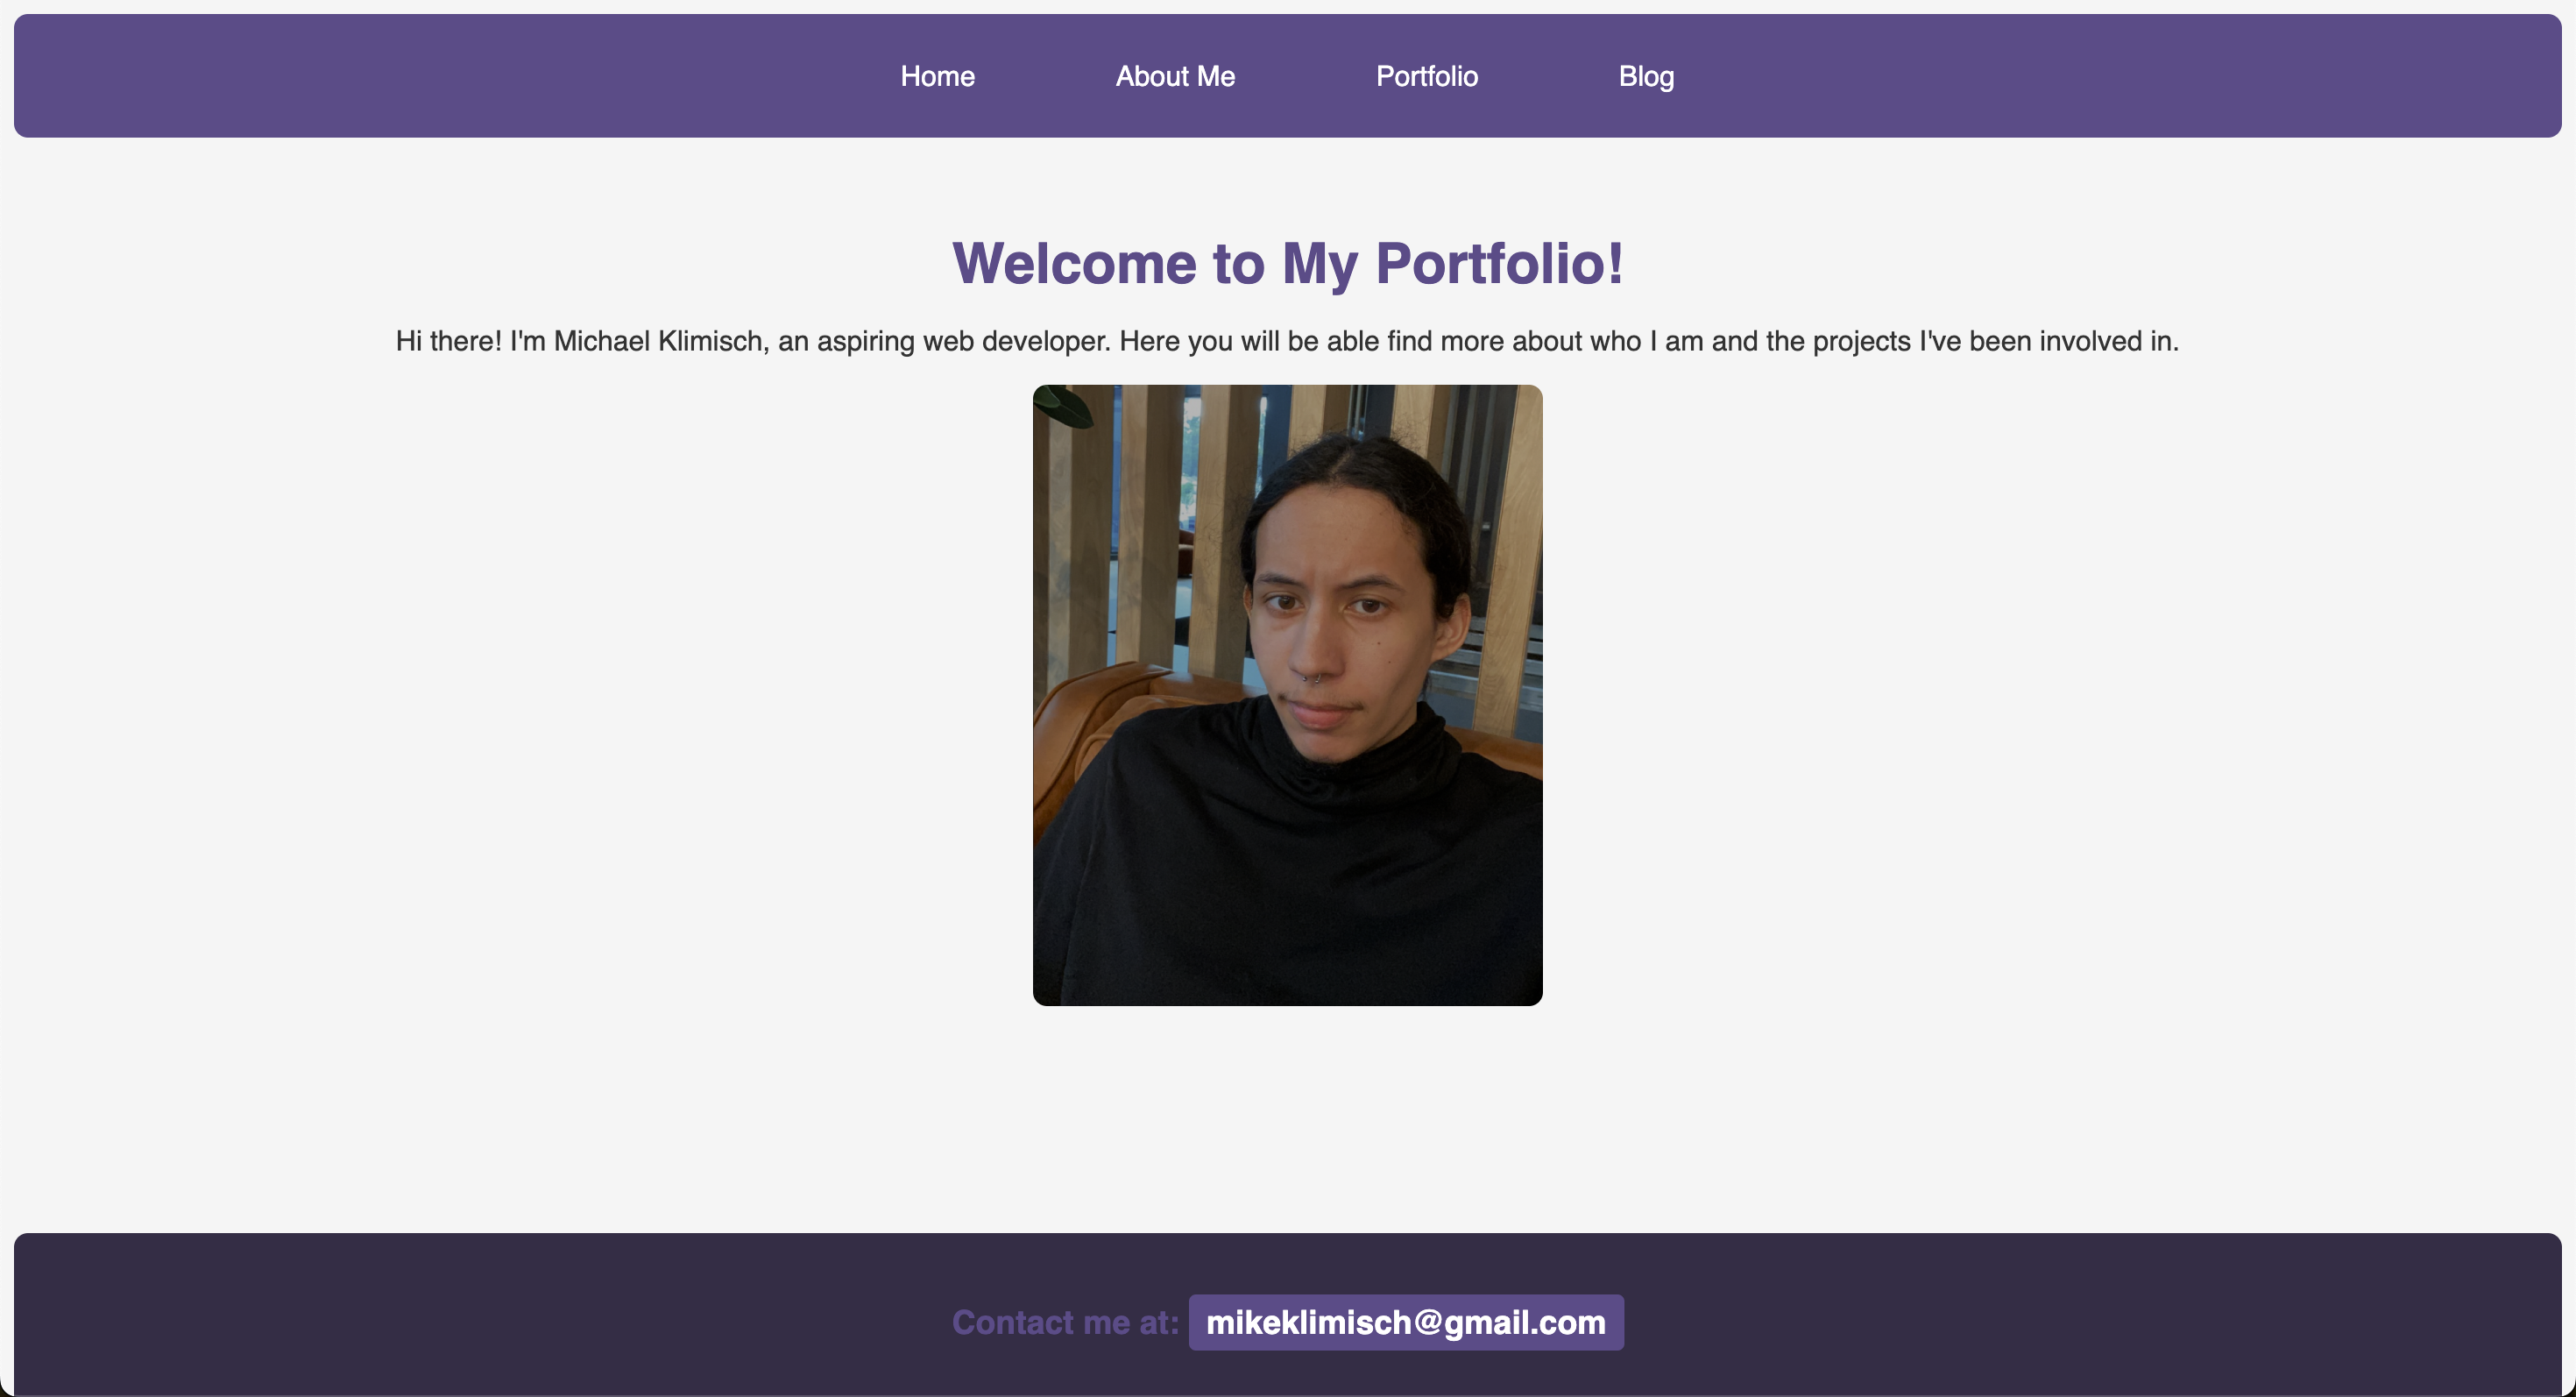 Home About Me Portfolio Blog
Welcome to My Portfolio!
Hi there! I'm Michael Klimisch, an aspiring web developer. Here you will be able find more about who I am and the projects I've been involved in.
Contact me at: mikeklimisch@gmail.com